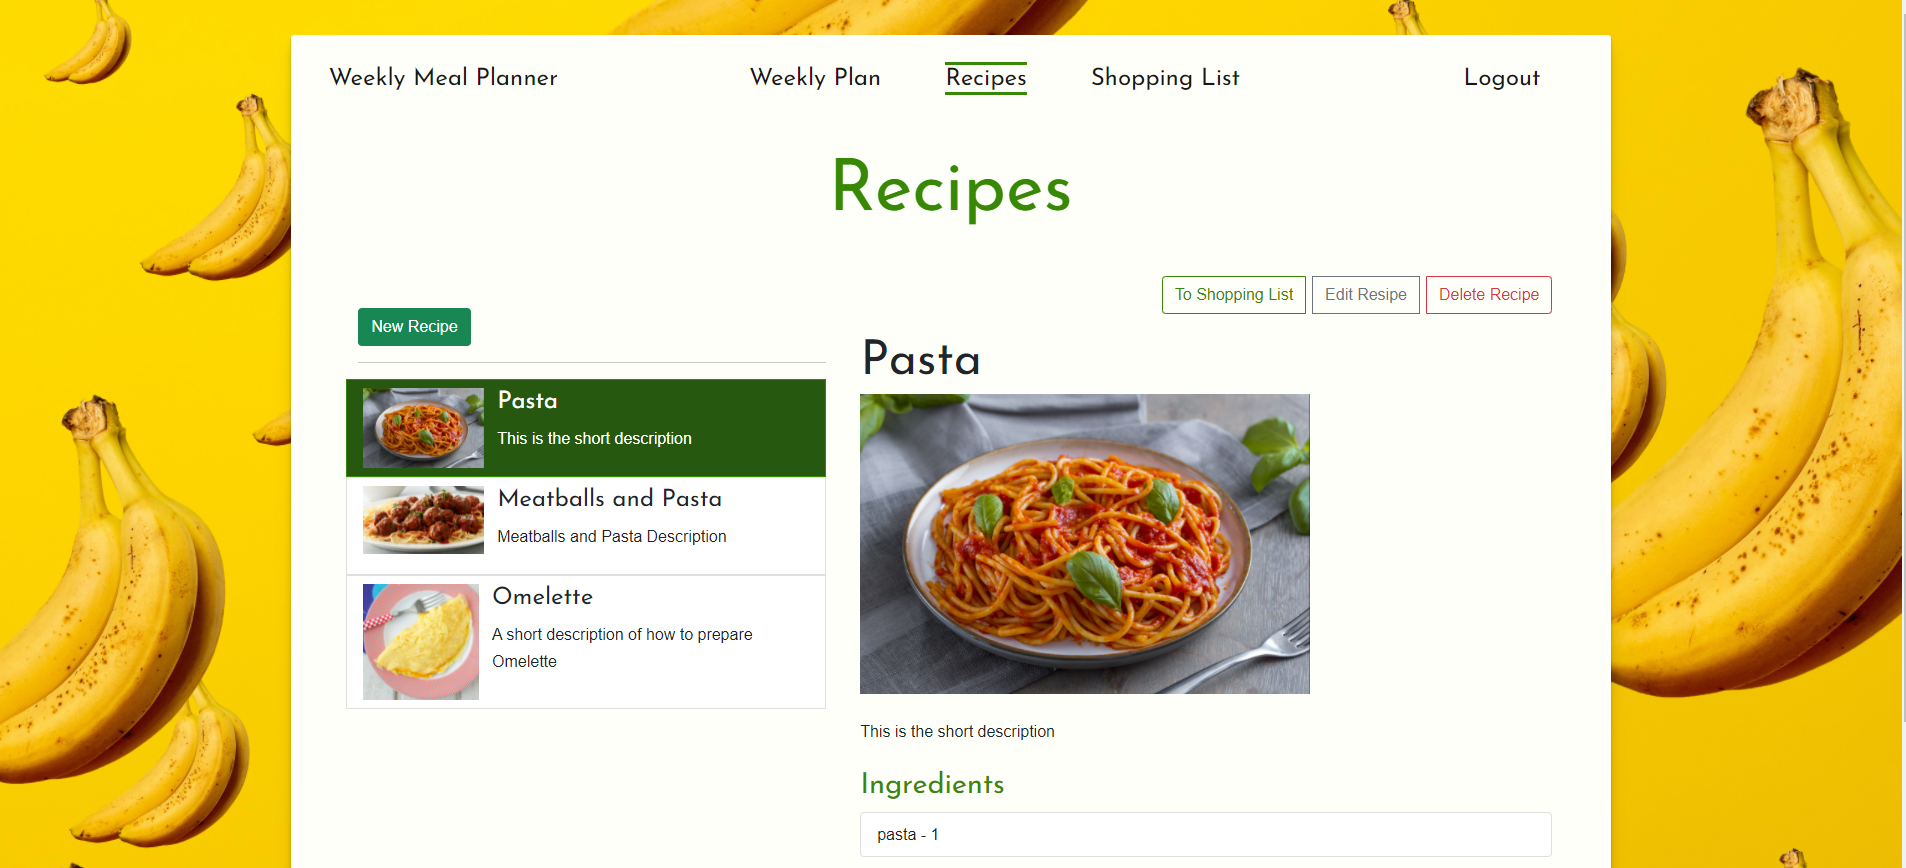 Weekly Meal Planner
Weekly Plan
Recipes
Shopping List
Logout
Recipes
To Shopping List
Edit Resipe
Delete Recipe
New Recipe
Pasta
This is the short description
Meatballs and Pasta
Meatballs and Pasta Description
Omelette
A short description of how to prepare
Omelette
Pasta
This is the short description
Ingredients
pasta - 1